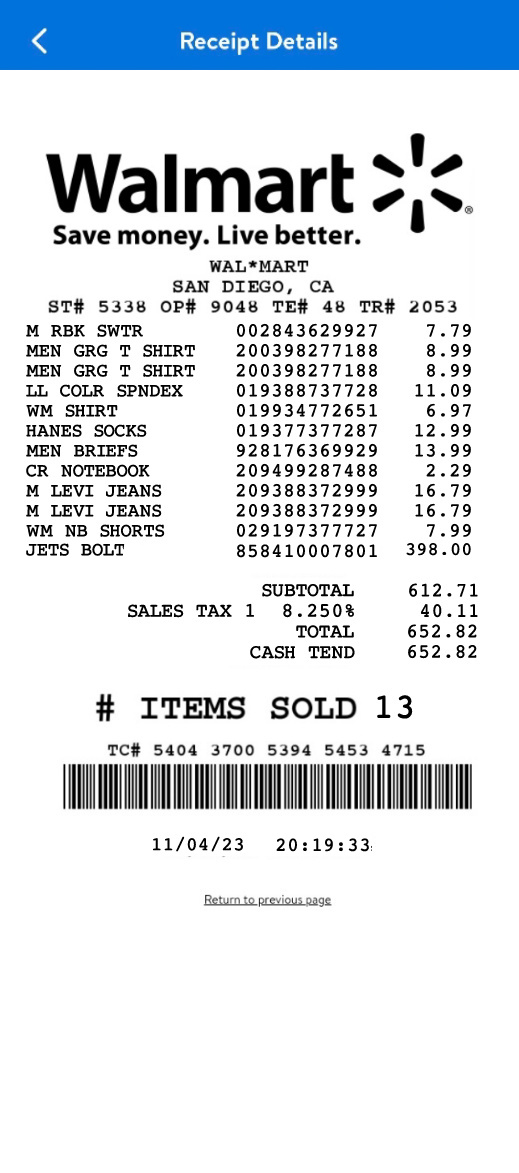 Receipt Details
Walmart
®
Save money. Live better.
WAL*MART
SAN DIEGO, CA
ST# 5338 OP# 9048 TE# 48 TR# 2053
M RBK SWTR 002843629927 7.79
MEN GRG T SHIRT 200398277188 8.99
MEN GRG T SHIRT 200398277188 8.99
LL COLR SPNDEX 019388737728 11.09
WM SHIRT 019934772651 6.97
HANES SOCKS 019377377287 12.99
MEN BRIEFS 928176369929 13.99
CR NOTEBOOK 209499287488 2.29
M LEVI JEANS 209388372999 16.79
M LEVI JEANS 209388372999 16.79
WM NB SHORTS 029197377727 7.99
JETS BOLT 858410007801 398.00
SUBTOTAL 612.71
SALES TAX 1 8.250% 40.11
TOTAL 652.82
CASH TEND 652.82
# ITEMS SOLD 13
TC# 5404 3700 5394 5453 4715
11/04/23 20:19:33
Return to previous page